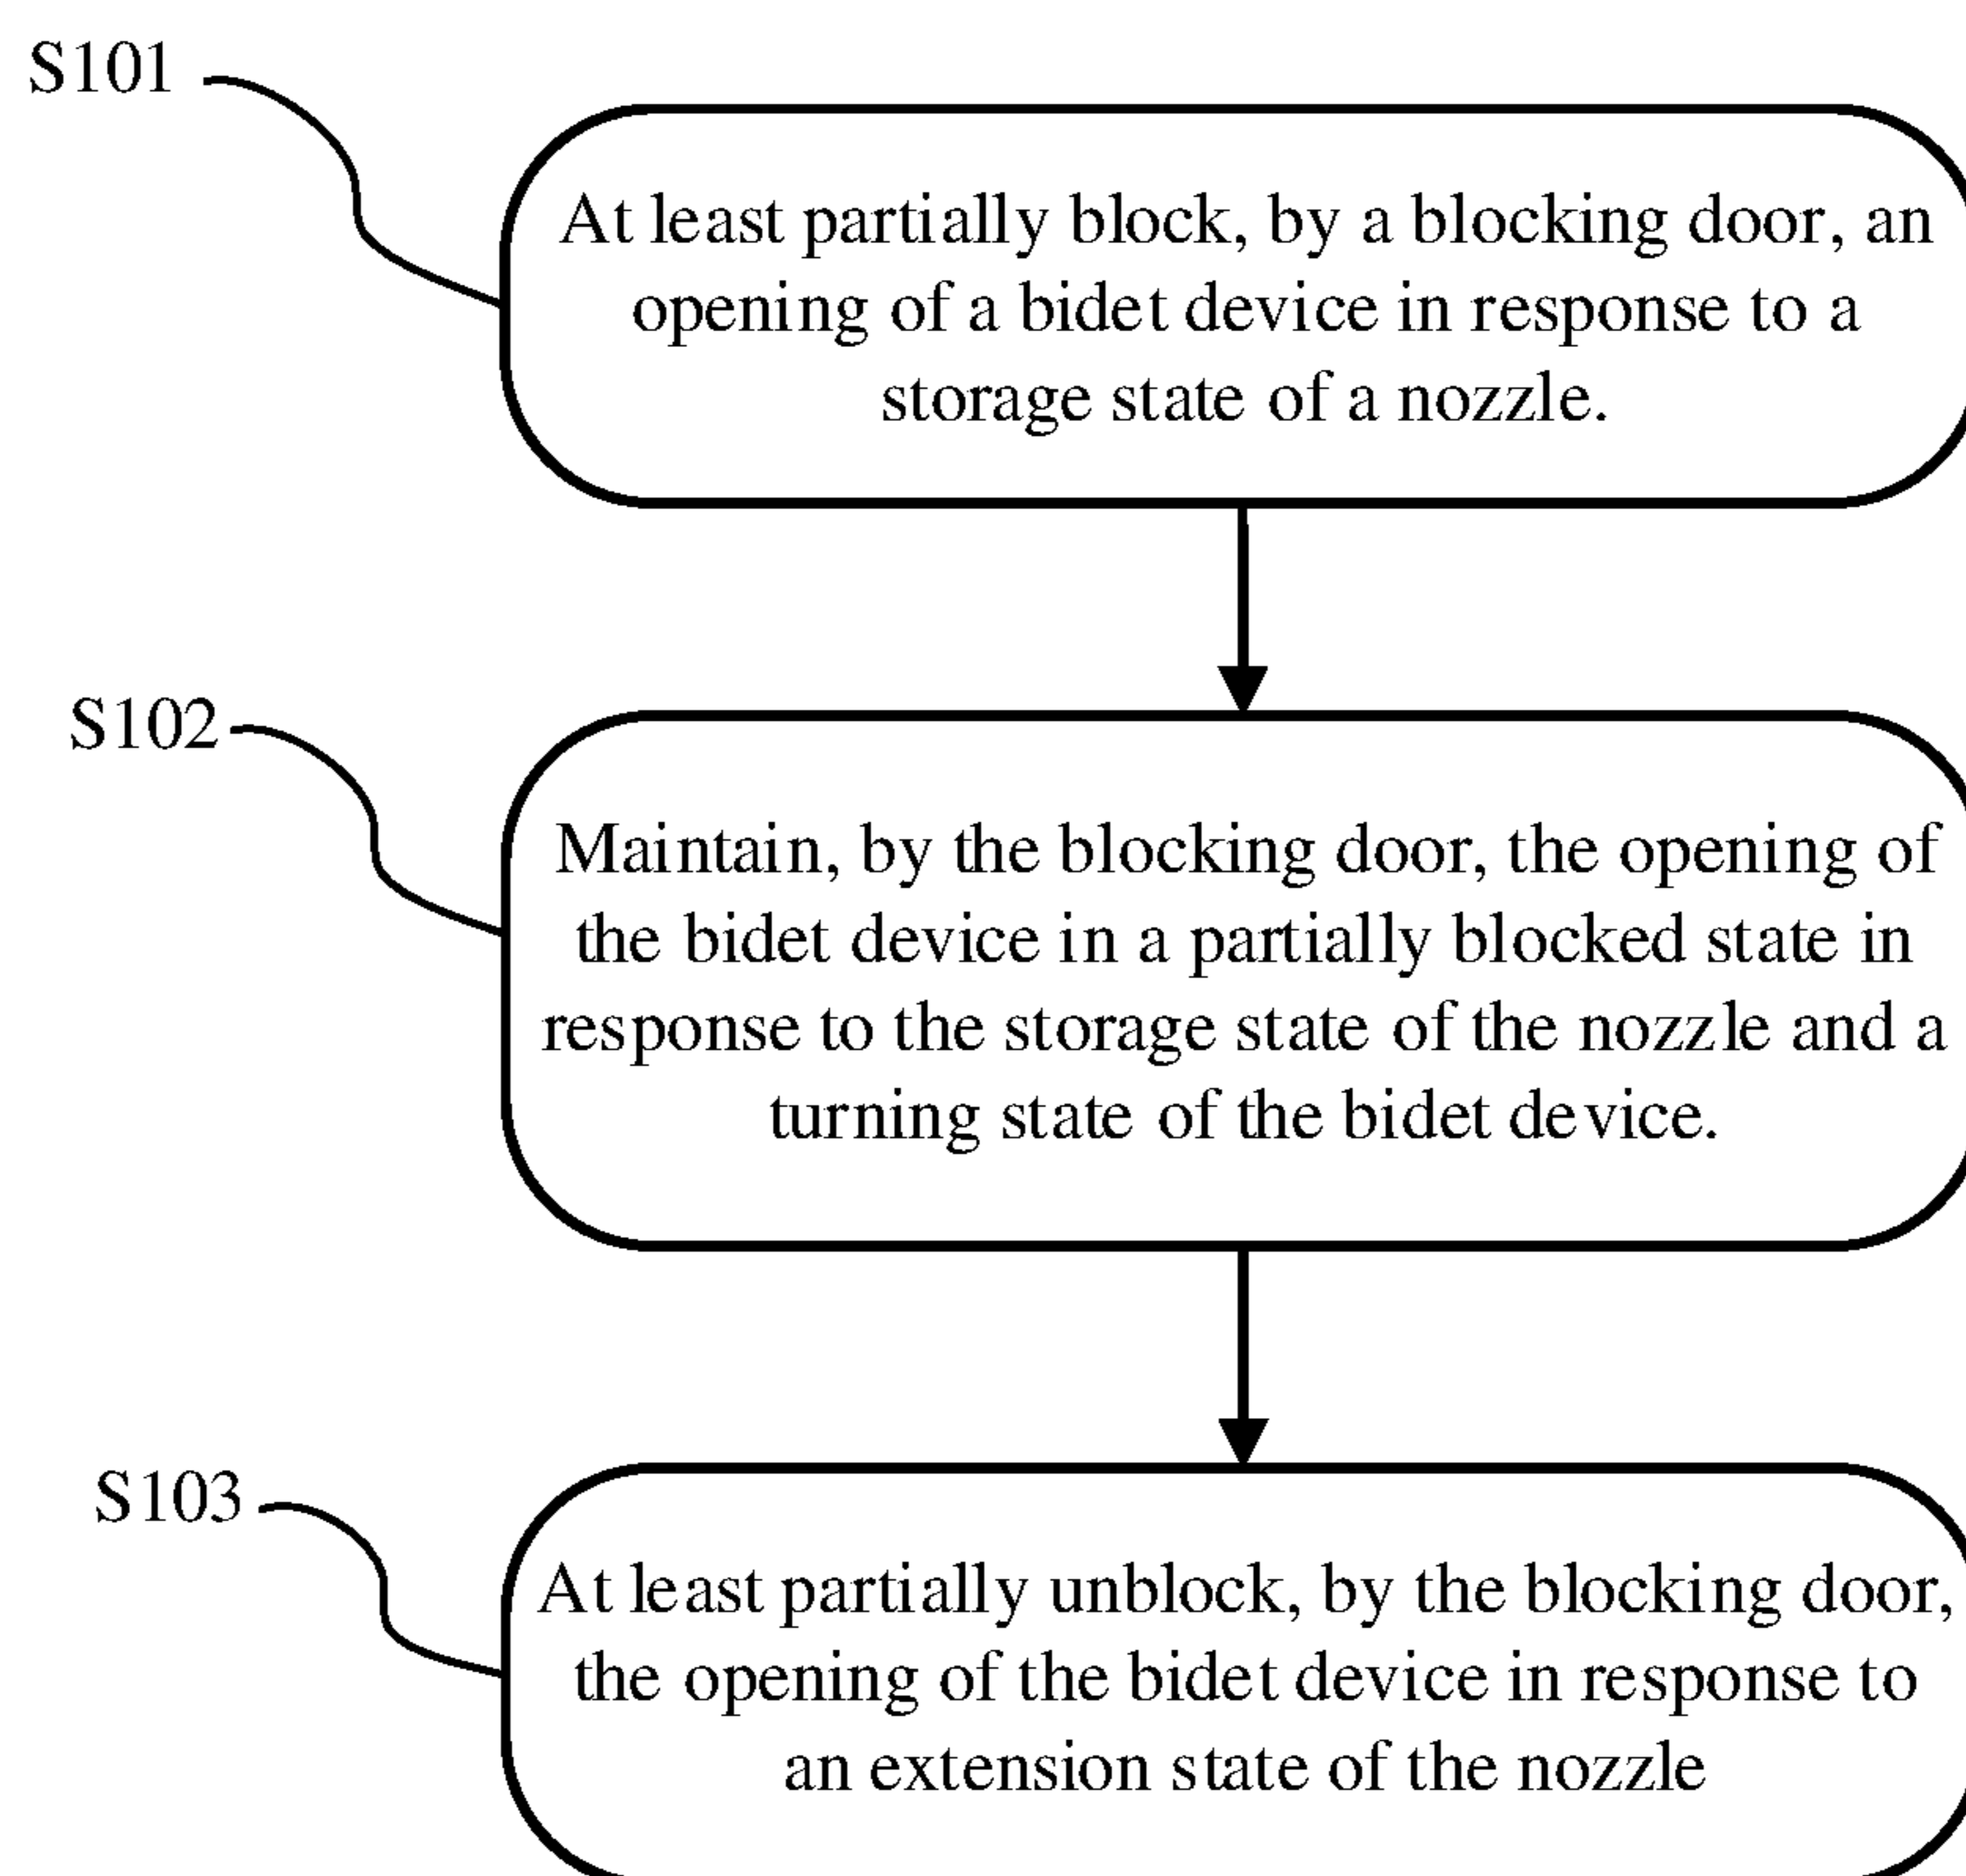 S101
At least partially block, by a blocking door, an
opening of a bidet device in response to a
storage state of a nozzle.
S102
Maintain, by the blocking door, the opening of
the bidet device in a partially blocked state in
response to the storage state of the nozzle and a
turning state of the bidet device.
S103
At least partially unblock, by the blocking door,
the opening of the bidet device in response to
an extension state of the nozzle